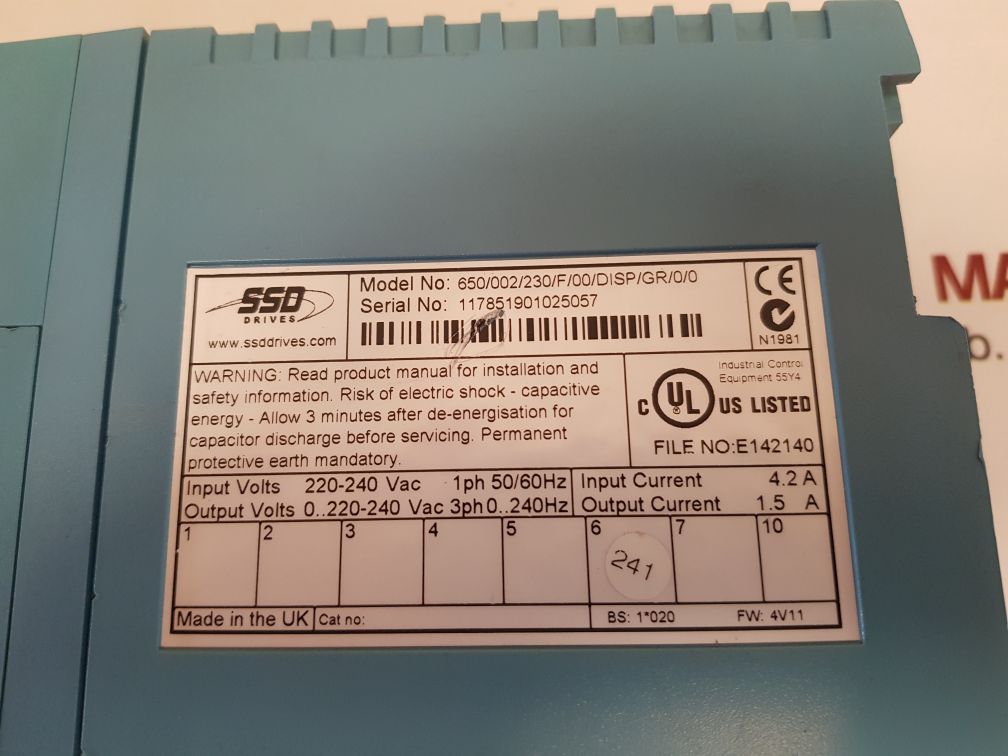 SSD
DRIVES
www.ssddrives.com
Model No: 650/002/230/F/00/DISP/GR/0/0
Serial No: 117851901025057
CE
N1981
WARNING: Read product manual for installation and
safety information. Risk of electric shock - capacitive
energy - Allow 3 minutes after de-energisation for
capacitor discharge before servicing. Permanent
protective earth mandatory.
Industrial Control
Equipment 55Y4
C UL US LISTED
FILE NO:E142140
Input Volts 220-240 Vac 1ph 50/60Hz
Output Volts 0..220-240 Vac 3ph 0..240Hz
Input Current 4.2 A
Output Current 1.5 A
1 2 3 4 5 6 7 10
241
Made in the UK
Cat no:
BS: 1*020 FW: 4V11
MA
o.